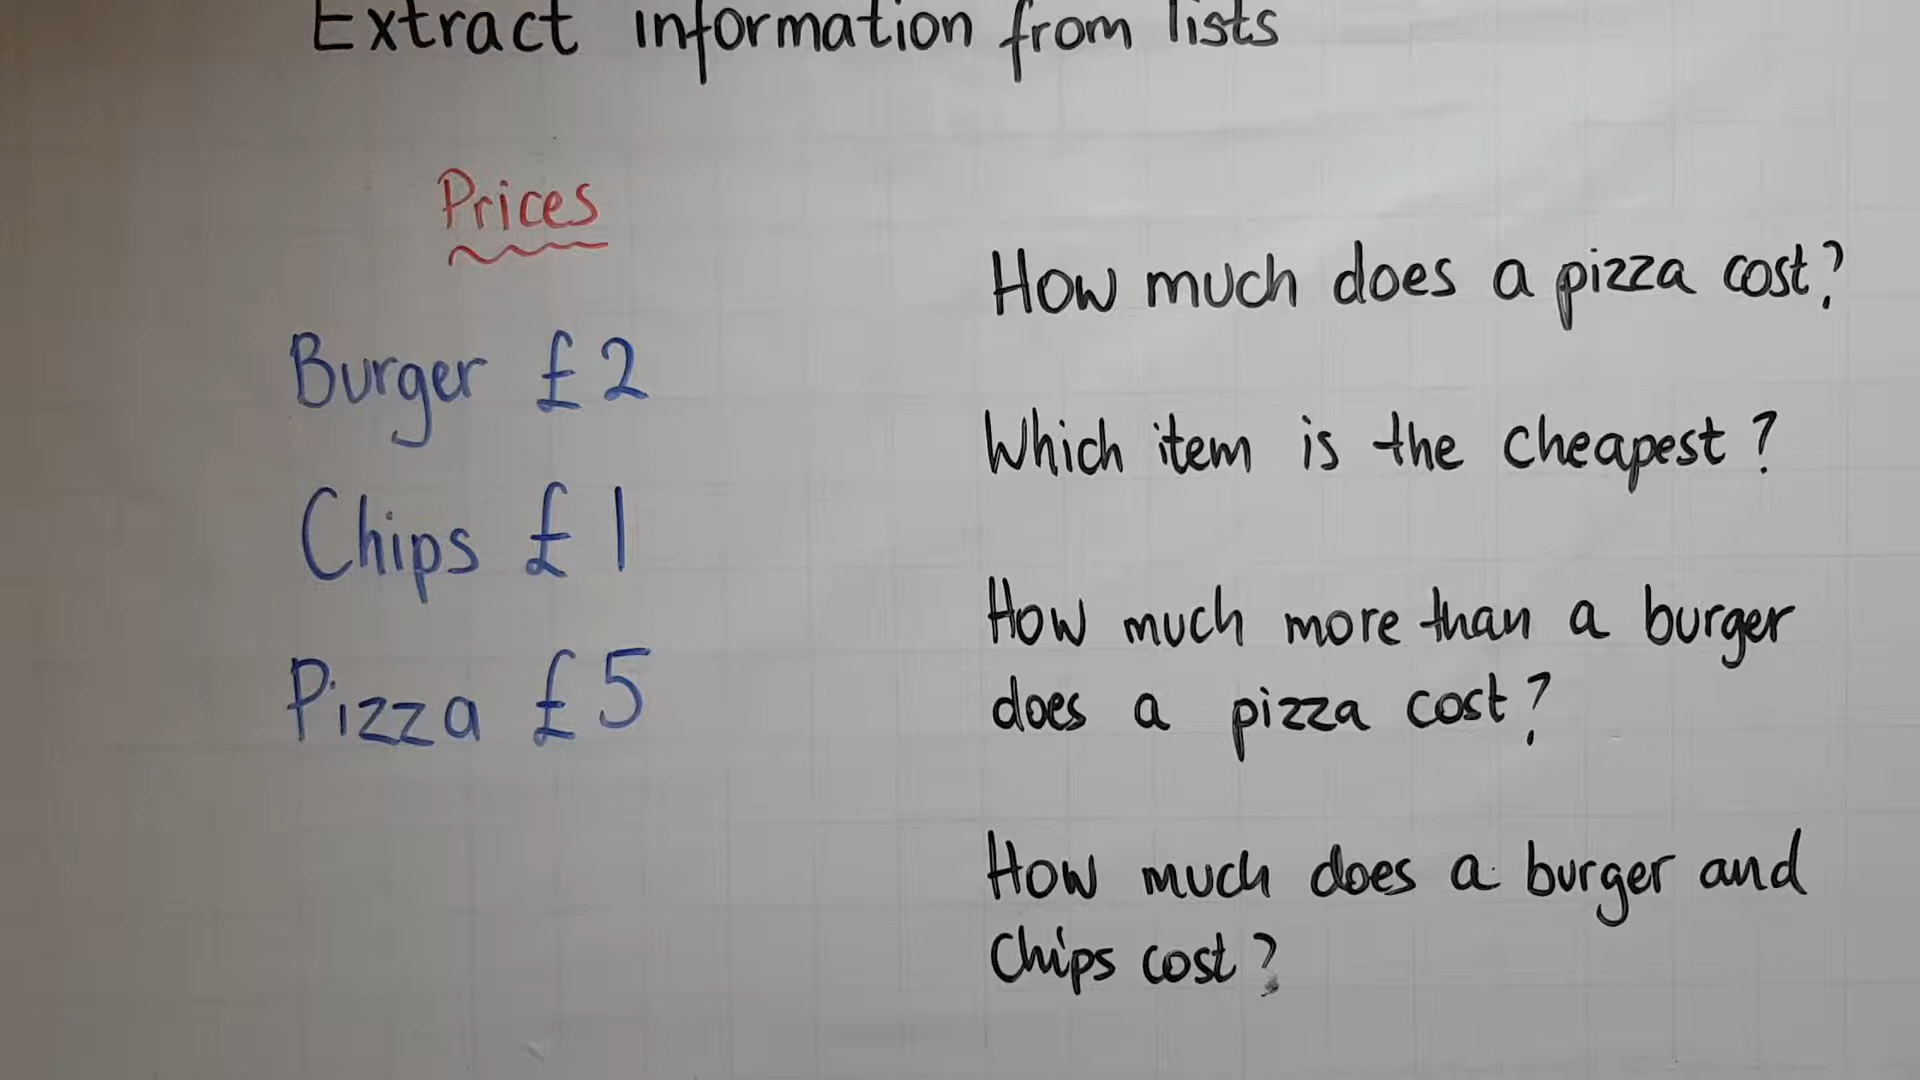 Extract information from lists
Prices
Burger £2
Chips £1
Pizza £5
How much does a pizza cost?
Which item is the cheapest?
How much more than a burger
does a pizza cost?
How much does a burger and
Chips cost?